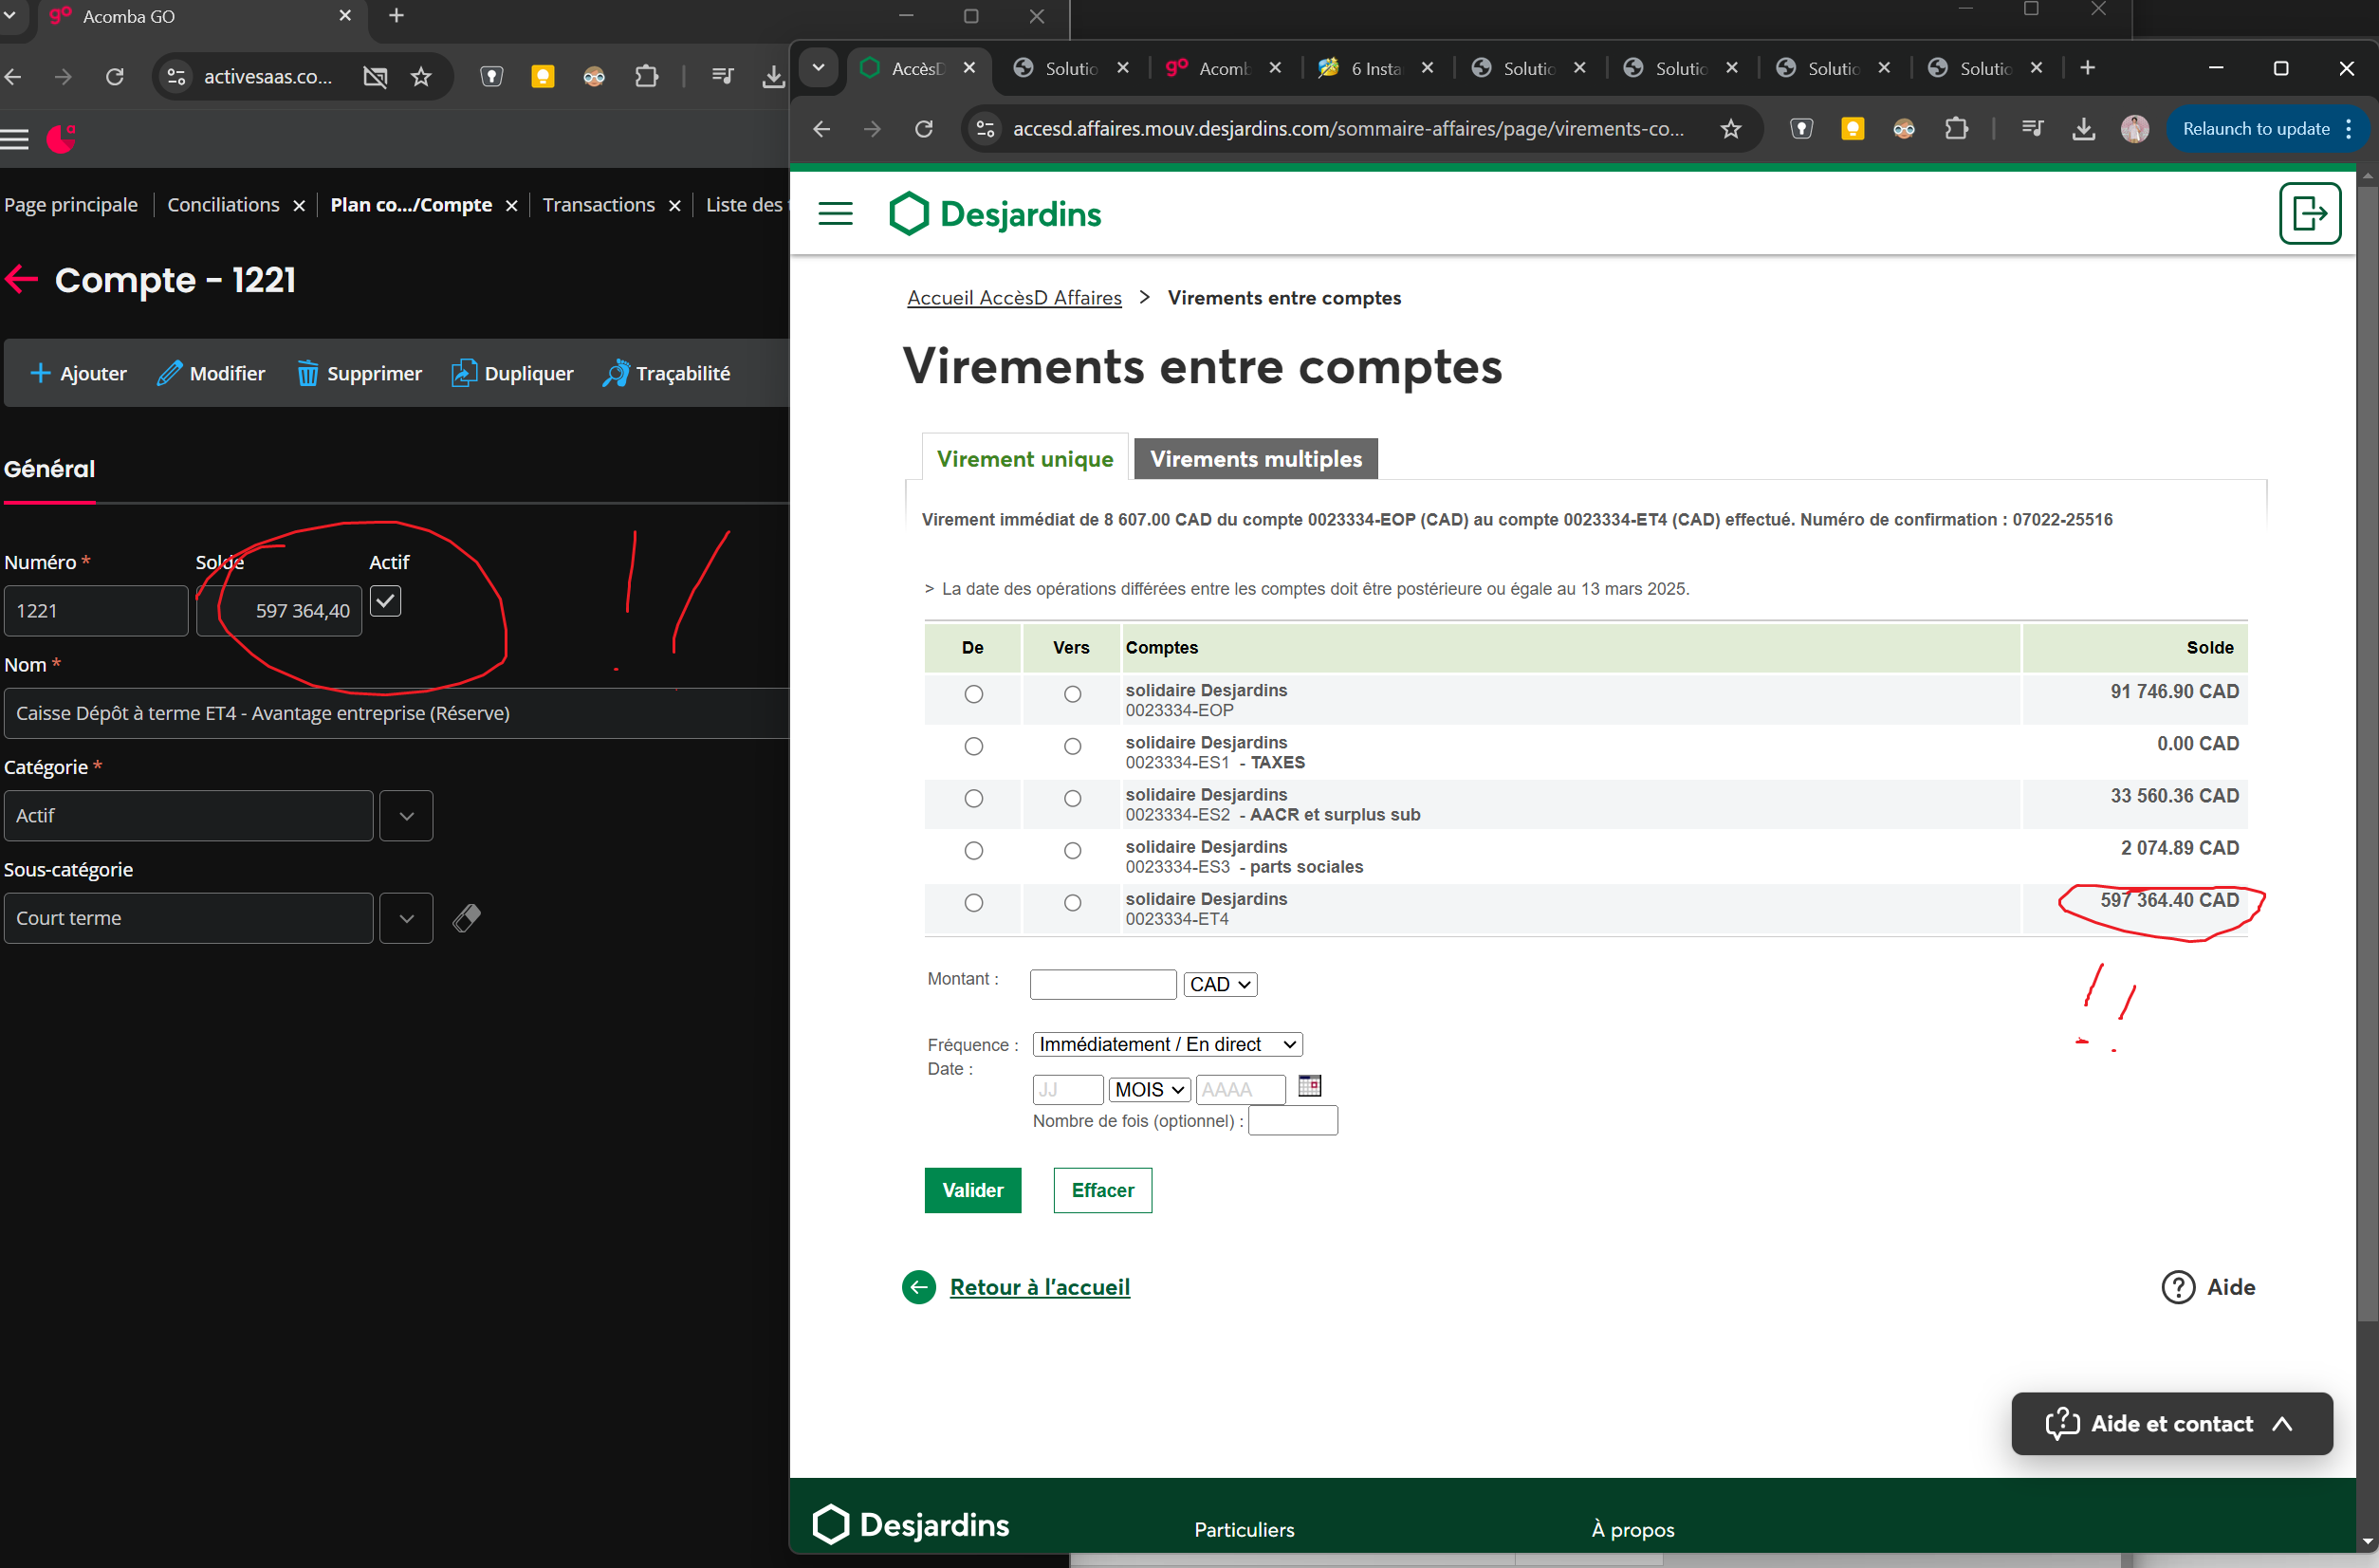 Acomba GO
activesaas.co...
Page principale
Conciliations
Plan co.../Compte
Transactions
Liste des
Compte - 1221
Ajouter
Modifier
Supprimer
Dupliquer
Traçabilité
Général
Numéro *
Solde
Actif
1221
597 364,40
Nom *
Caisse Dépôt à terme ET4 - Avantage entreprise (Réserve)
Catégorie *
Actif
Sous-catégorie
Court terme
AccèsD
Solutio
Acomb
6 Insta
Solutio
Solutio
Solutio
Solutio
accesd.affaires.mouv.desjardins.com/sommaire-affaires/page/virements-co...
Relaunch to update
Desjardins
Accueil AccèsD Affaires > Virements entre comptes
Virements entre comptes
Virement unique
Virements multiples
Virement immédiat de 8 607.00 CAD du compte 0023334-EOP (CAD) au compte 0023334-ET4 (CAD) effectué. Numéro de confirmation : 07022-25516
> La date des opérations différées entre les comptes doit être postérieure ou égale au 13 mars 2025.
De Vers Comptes Solde
solidaire Desjardins 91 746.90 CAD
0023334-EOP
solidaire Desjardins 0.00 CAD
0023334-ES1 - TAXES
solidaire Desjardins 33 560.36 CAD
0023334-ES2 - AACR et surplus sub
solidaire Desjardins 2 074.89 CAD
0023334-ES3 - parts sociales
solidaire Desjardins 597 364.40 CAD
0023334-ET4
!!
!!
Montant : CAD
Fréquence : Immédiatement / En direct
Date :
JJ MOIS AAAA
Nombre de fois (optionnel) :
Valider
Effacer
Retour à l'accueil
Aide
Aide et contact
Desjardins
Particuliers
À propos